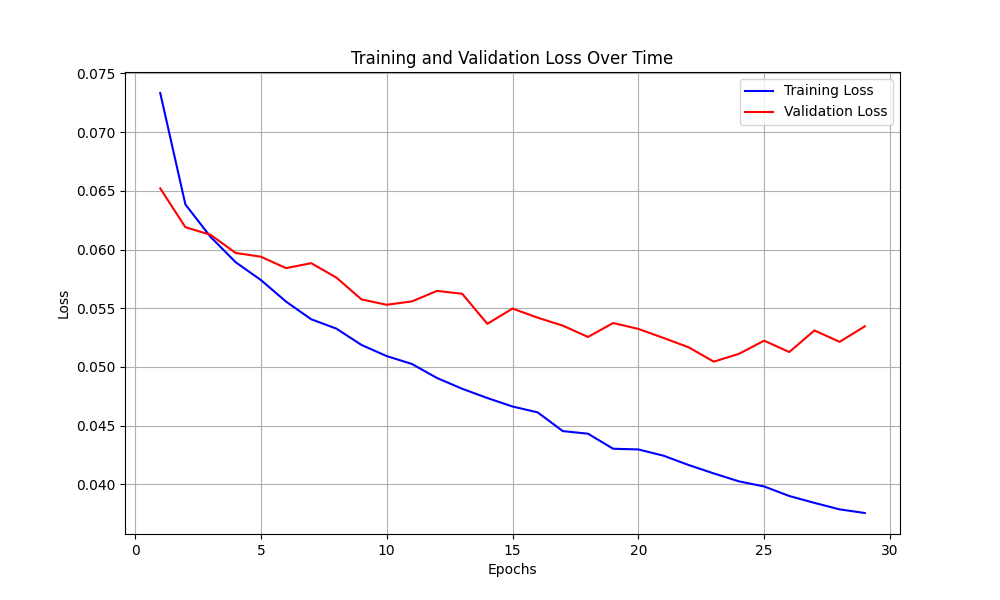 Training and Validation Loss Over Time
Training Loss
Validation Loss
Loss
0.075
0.070
0.065
0.060
0.055
0.050
0.045
0.040
0 5 10 15 20 25 30
Epochs